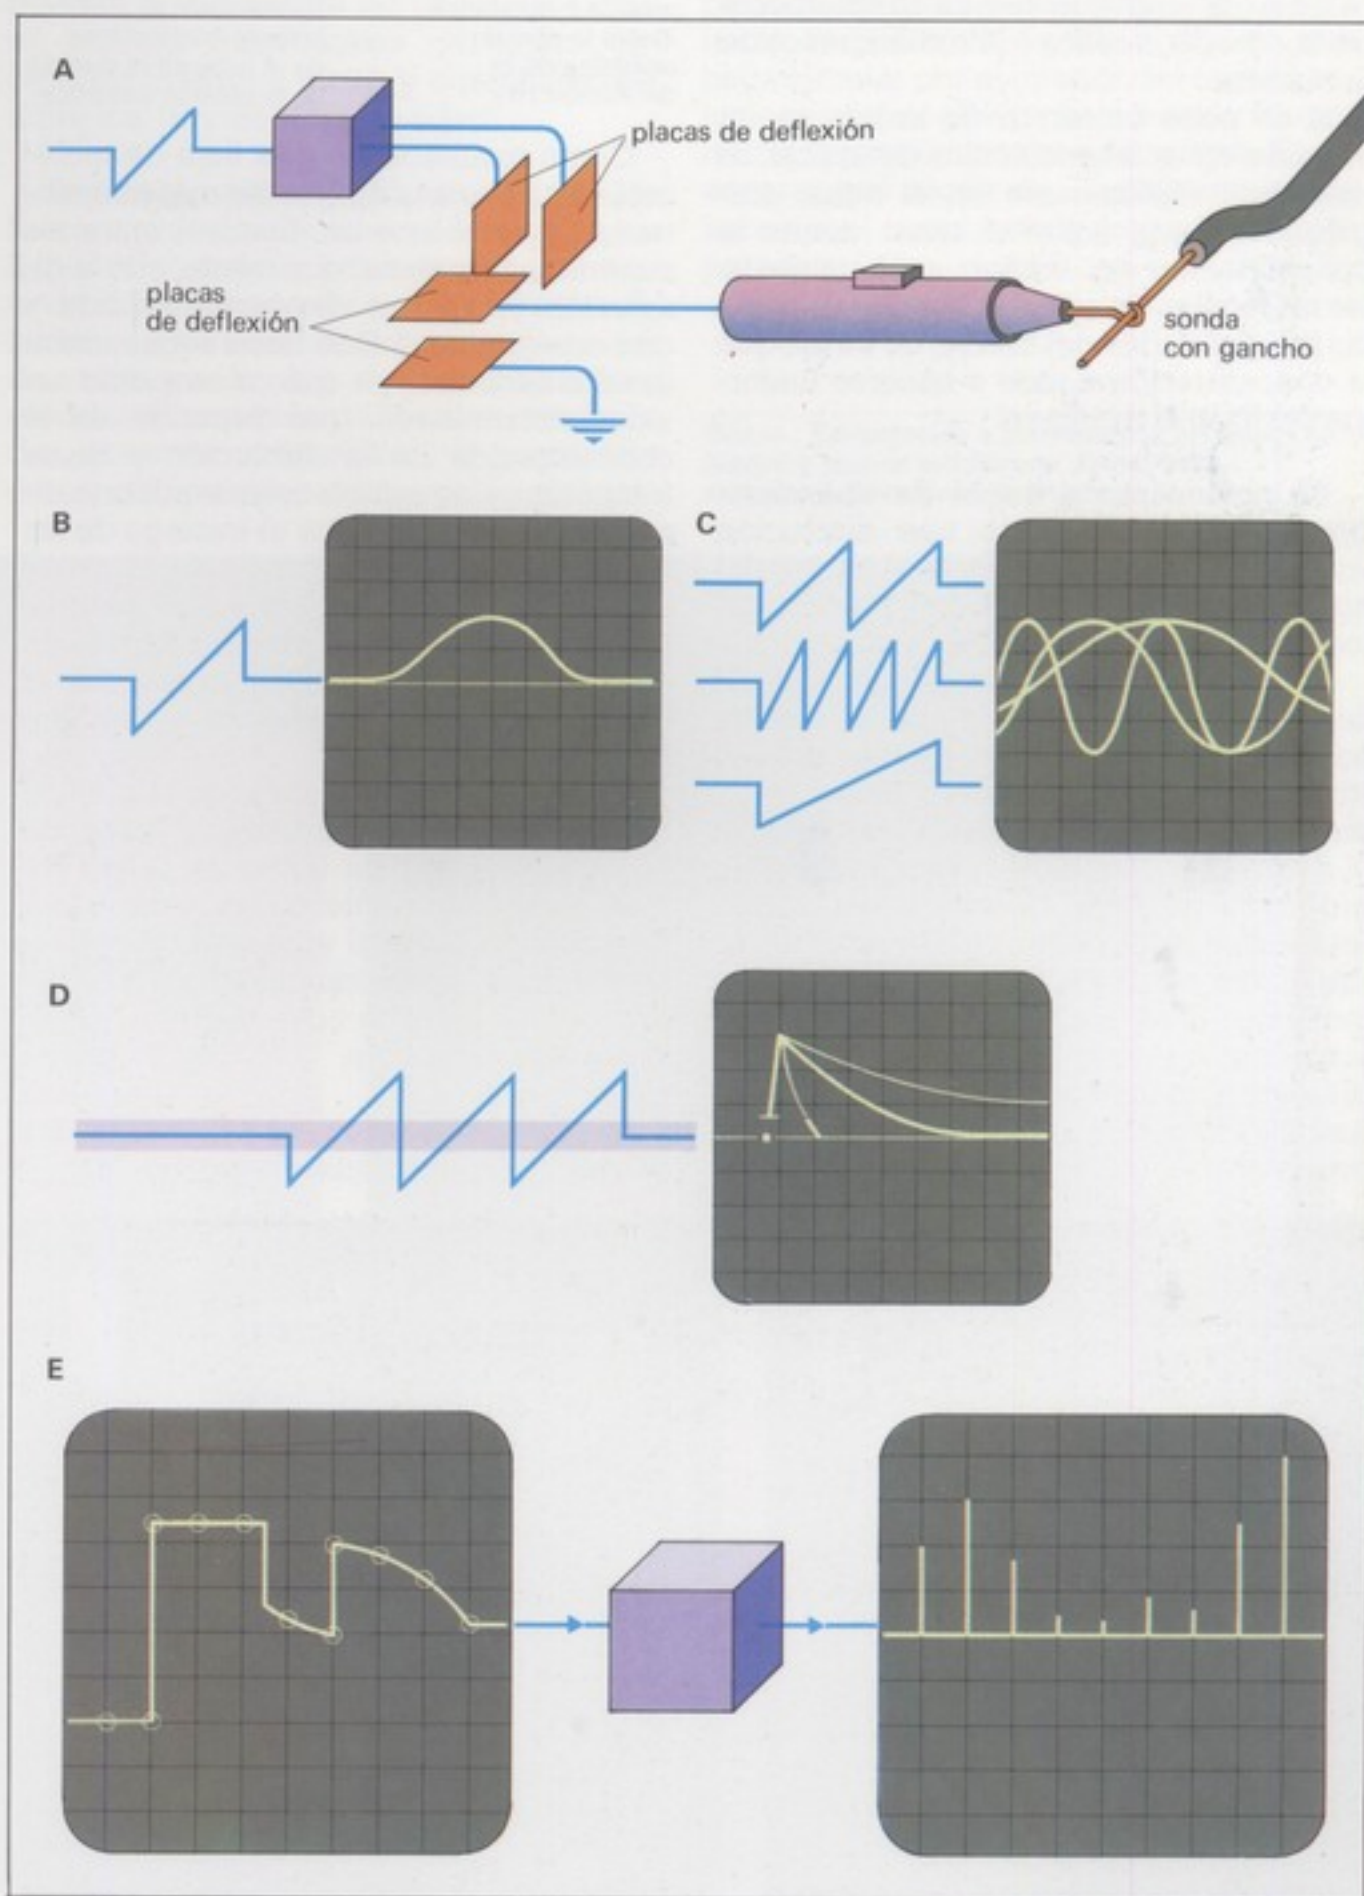 A
placas de deflexión
placas
de deflexión
sonda
con gancho
B
C
D
E